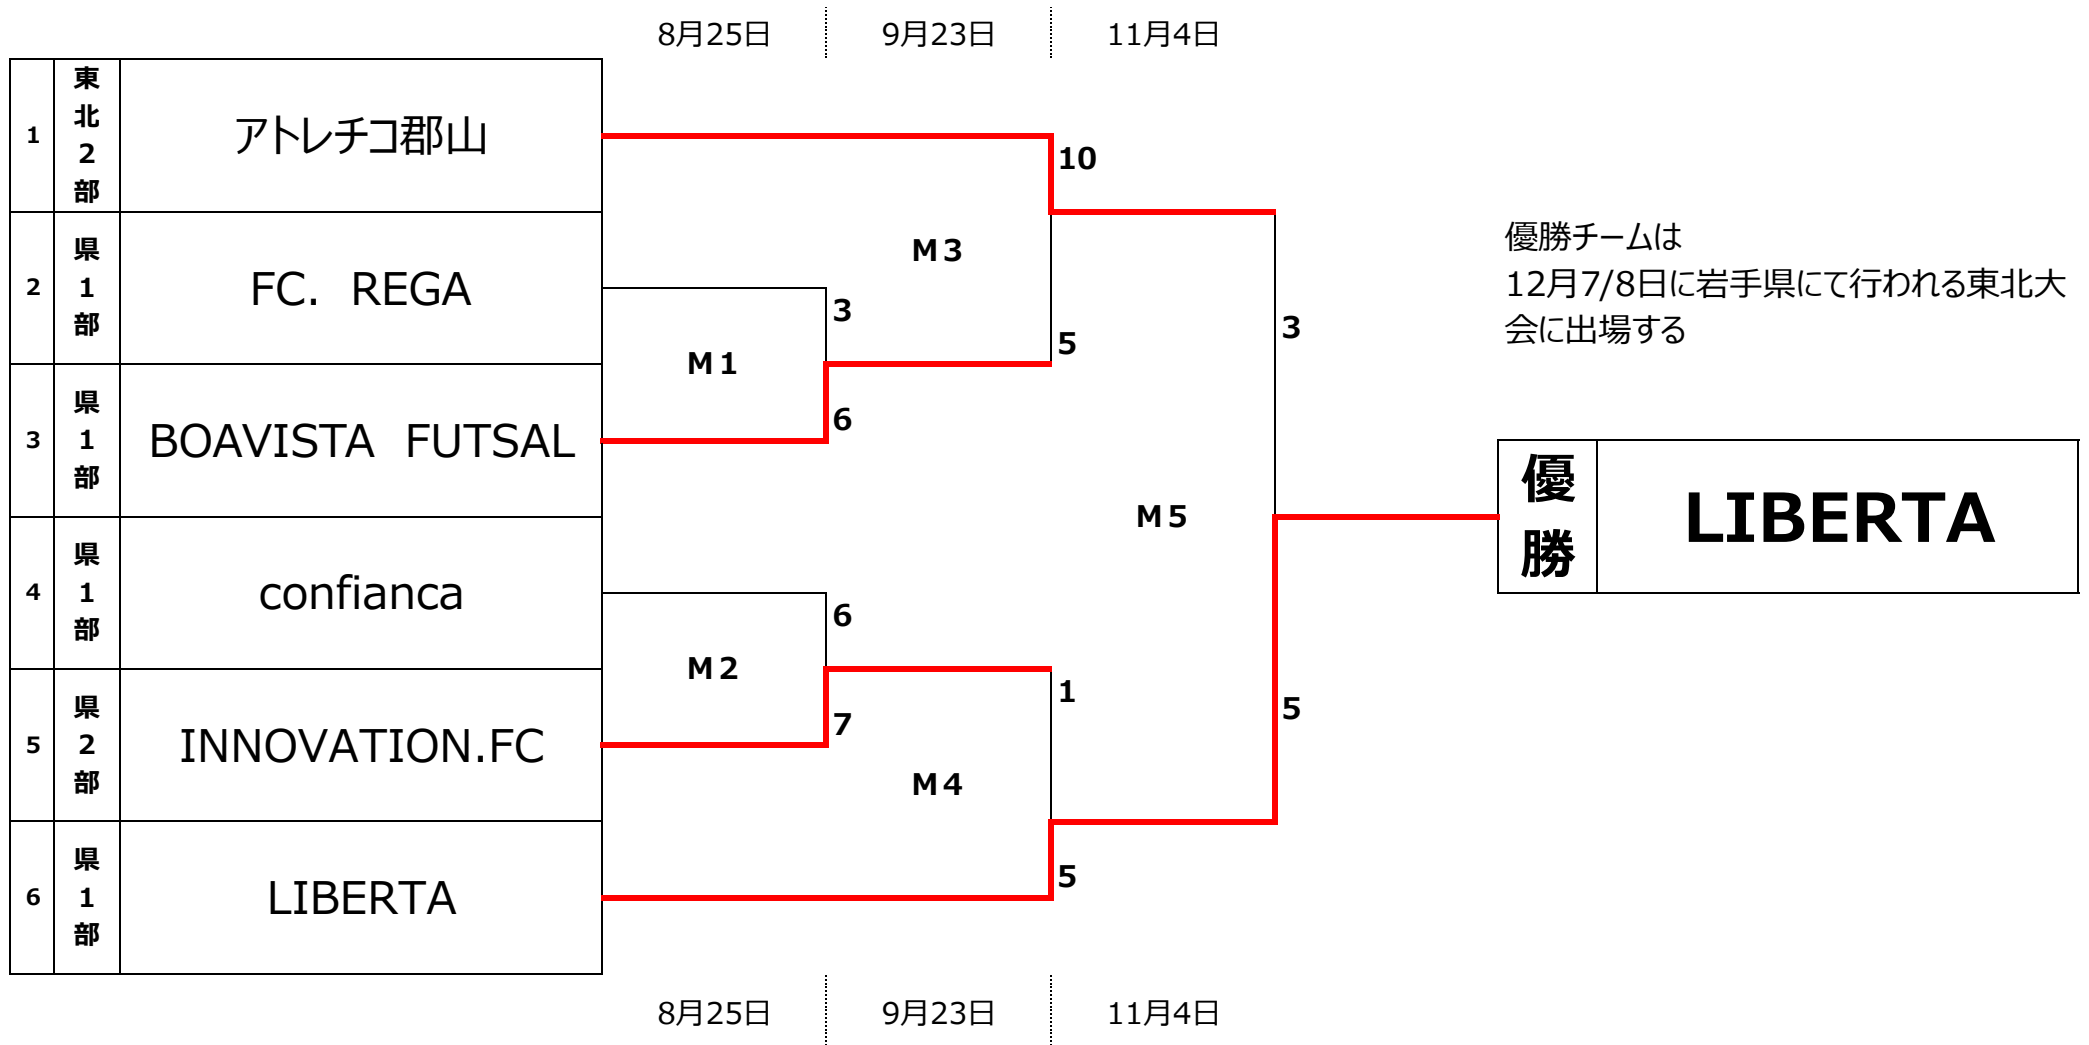 8月25日 9月23日 11月4日
1 東北2部 アトレチコ郡山
10
2 県1部 FC. REGA
M3
優勝チームは
12月7/8日に岩手県にて行われる東北大
会に出場する
3
3
5
M1
6
3 県1部 BOAVISTA FUTSAL
優勝 LIBERTA
M5
4 県1部 confianca
6
M2
1
5
7
5 県2部 INNOVATION.FC
M4
5
6 県1部 LIBERTA
8月25日 9月23日 11月4日